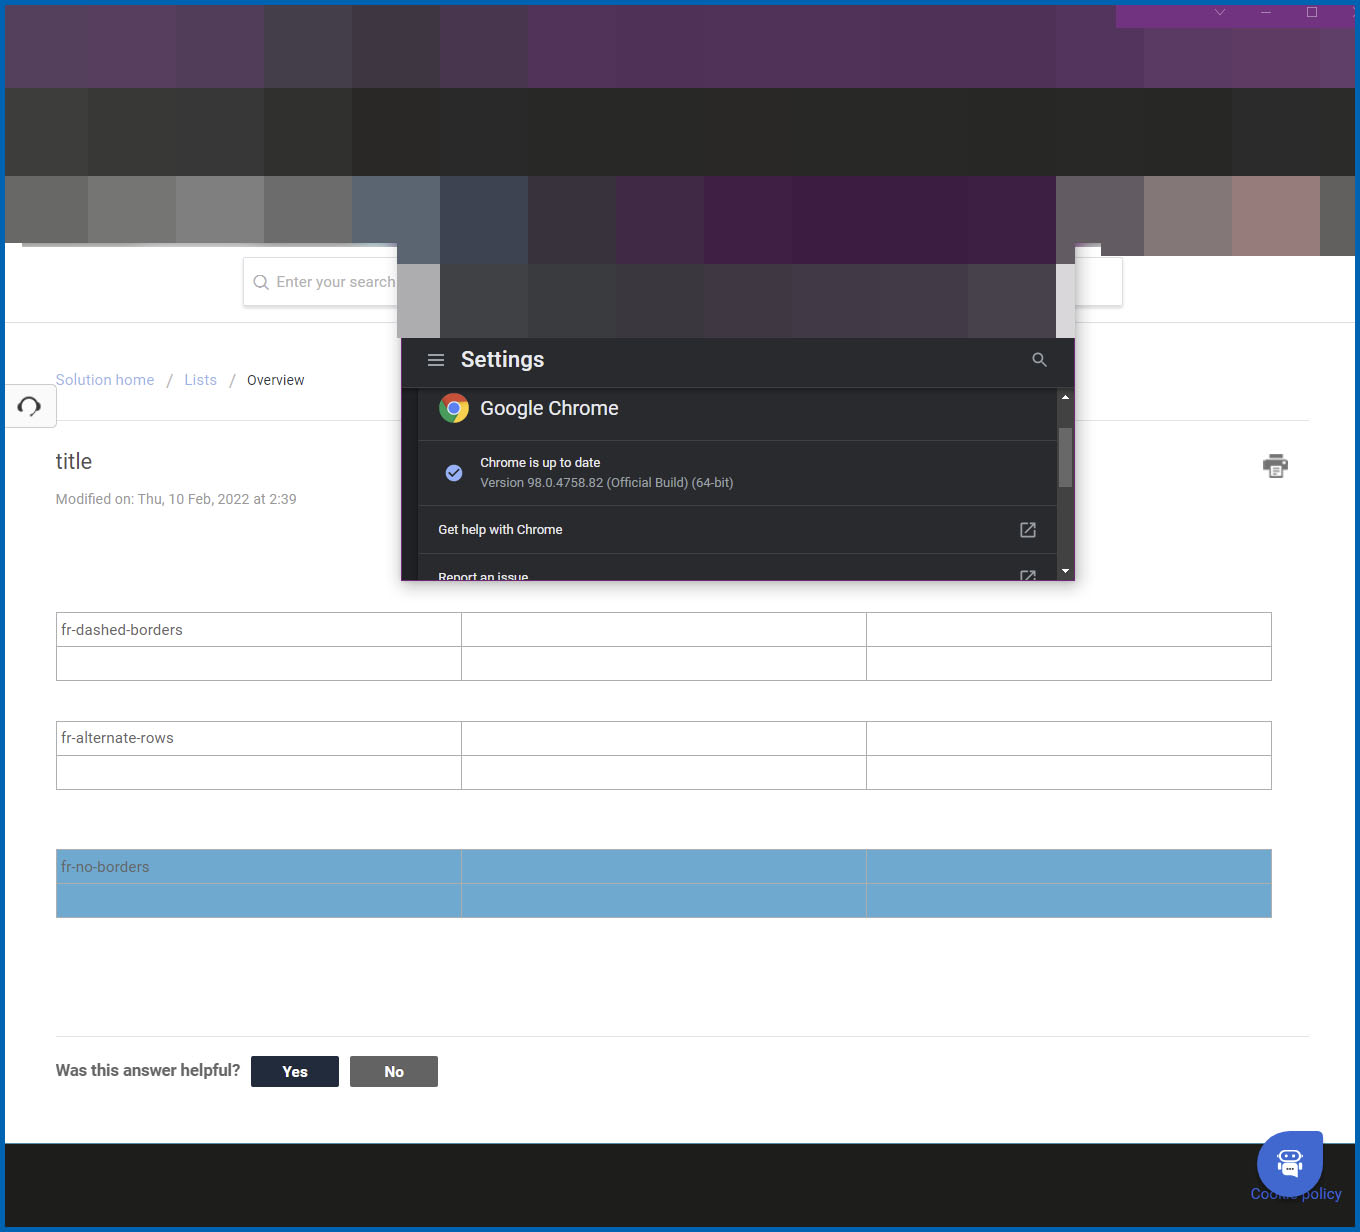 Enter your search
Settings
Google Chrome
Chrome is up to date
Version 98.0.4758.82 (Official Build) (64-bit)
Get help with Chrome
Report an issue
Solution home / Lists / Overview
title
Modified on: Thu, 10 Feb, 2022 at 2:39
fr-dashed-borders
fr-alternate-rows
fr-no-borders
Was this answer helpful? Yes No
Cookie policy